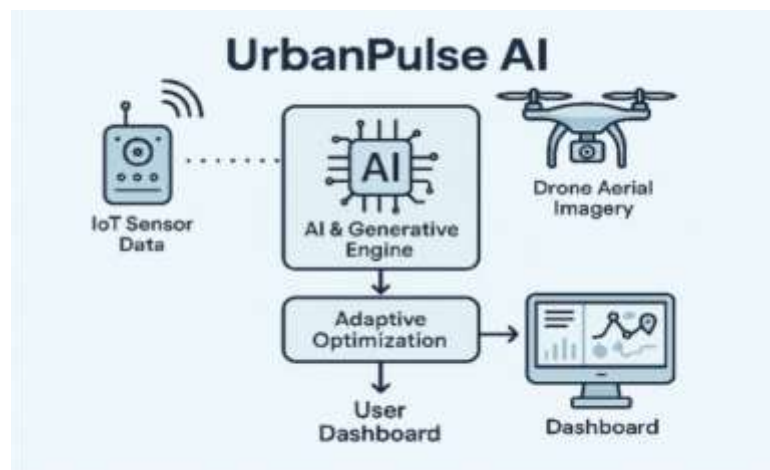 UrbanPulse AI
IoT Sensor
Data
AI
AI & Generative
Engine
Drone Aerial
Imagery
Adaptive
Optimization
User
Dashboard
Dashboard